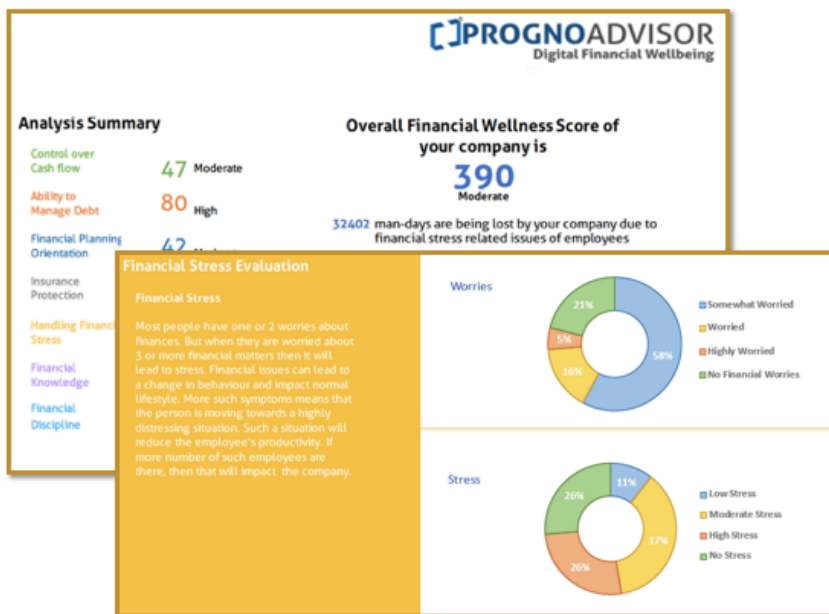 PROGNOADVISOR
Digital Financial Wellbeing
Analysis Summary
Control over
Cash flow
47 Moderate
Ability to
Manage Debt
80 High
Financial Planning
Orientation
42
Insurance
Protection
Handling Financi
Stress
Financial
Knowledge
Financial
Discipline
Overall Financial Wellness Score of
your company is
390
Moderate
32402 man-days are being lost by your company due to
financial stress related issues of employees
Financial Stress Evaluation
Financial Stress
Most people have one or 2 worries about
finances. But when they are worried about
3 or more financial matters then it will
lead to stress. Financial issues can lead to
a change in behaviour and impact normal
lifestyle. More such symptoms means that
the person is moving towards a highly
distressing situation. Such a situation will
reduce the employee's productivity. If
more number of such employees are
there, then that will impact the company.
Worries
21%
5%
16%
58%
Somewhat Worried
Worried
Highly Worried
No Financial Worries
Stress
26%
11%
37%
26%
Low Stress
Moderate Stress
High Stress
No Stress